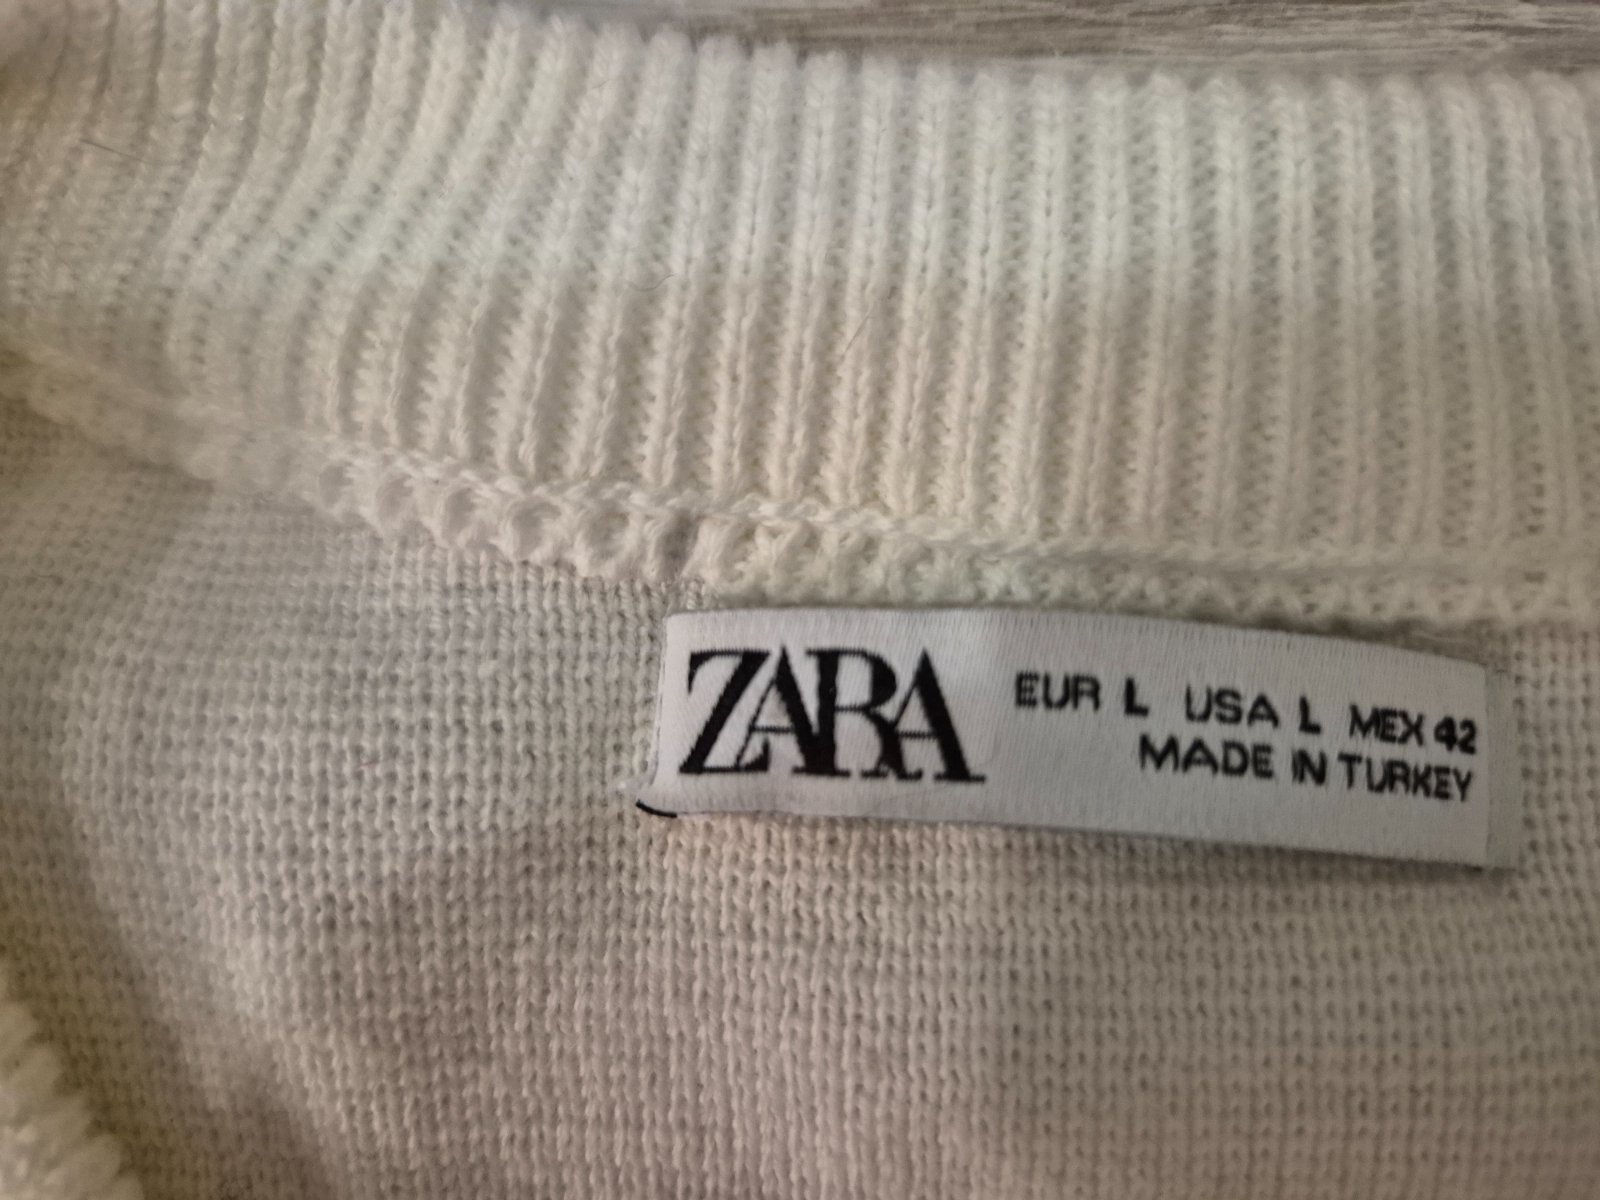 ZARA
EUR L USA L MEX 42
MADE IN TURKEY